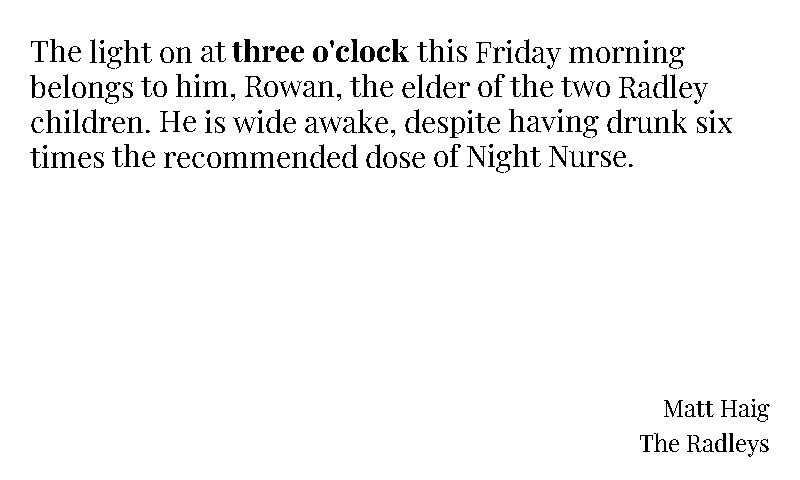 The light on at three o'clock this Friday morning
belongs to him, Rowan, the elder of the two Radley
children. He is wide awake, despite having drunk six
times the recommended dose of Night Nurse.
Matt Haig
The Radleys